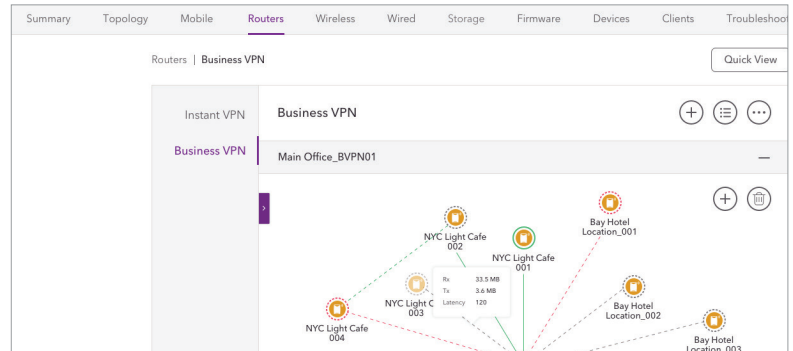 Summary Topology Mobile Routers Wireless Wired Storage Firmware Devices Clients Troubleshoot
Routers | Business VPN
Quick View
Instant VPN
Business VPN
Business VPN
Main Office_BVPN01
NYC Light Cafe
002
NYC Light Cafe
001
Bay Hotel
Location_001
Rx 33.5 MB
Tx 3.6 MB
Latency 120
NYC Light C
003
Bay Hotel
Location_002
NYC Light Cafe
004
Bay Hotel
Location_003